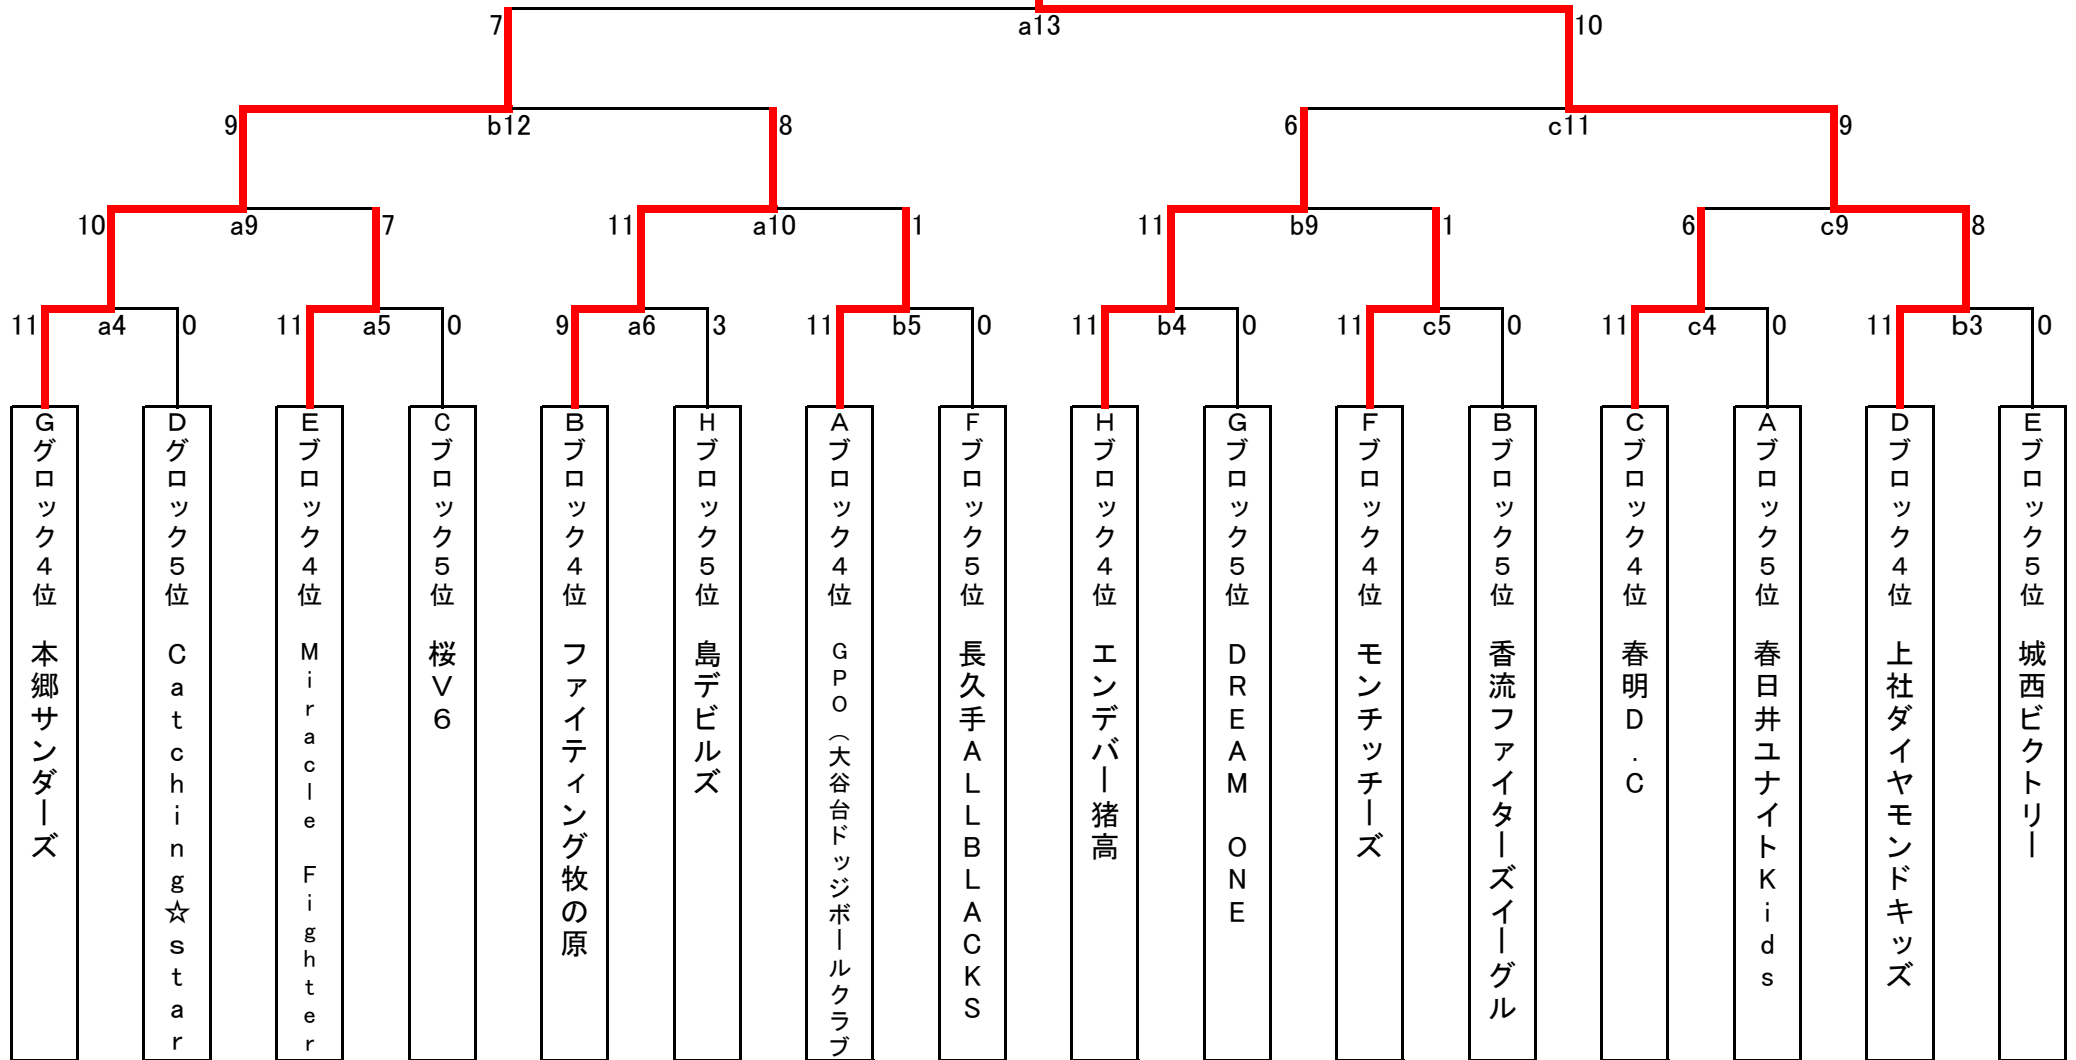 7 a13 10
9 b12 8 6 c11 9
10 a9 7 11 a10 1 11 b9 1 6 c9 8
11 a4 0 11 a5 0 9 a6 3 11 b5 0 11 b4 0 11 c5 0 11 c4 0 11 b3 0
Gグロック4位 本郷サンダーズ
Dグロック5位 Catching☆star
Eブロック4位 Miracle Fighter
Cブロック5位 桜V6
Bブロック4位 ファイティング牧の原
Hブロック5位 島デビルズ
Aブロック4位 GPO（大谷台ドッジボールクラブ
Fブロック5位 長久手ALLBLACKS
Hブロック4位 エンデバー猪高
Gブロック5位 DREAM ONE
Fブロック4位 モンチッチーズ
Bブロック5位 香流ファイターズイーグル
Cブロック4位 春明D.C
Aブロック5位 春日井ユナイトKids
Dブロック4位 上社ダイヤモンドキッズ
Eブロック5位 城西ビクトリー